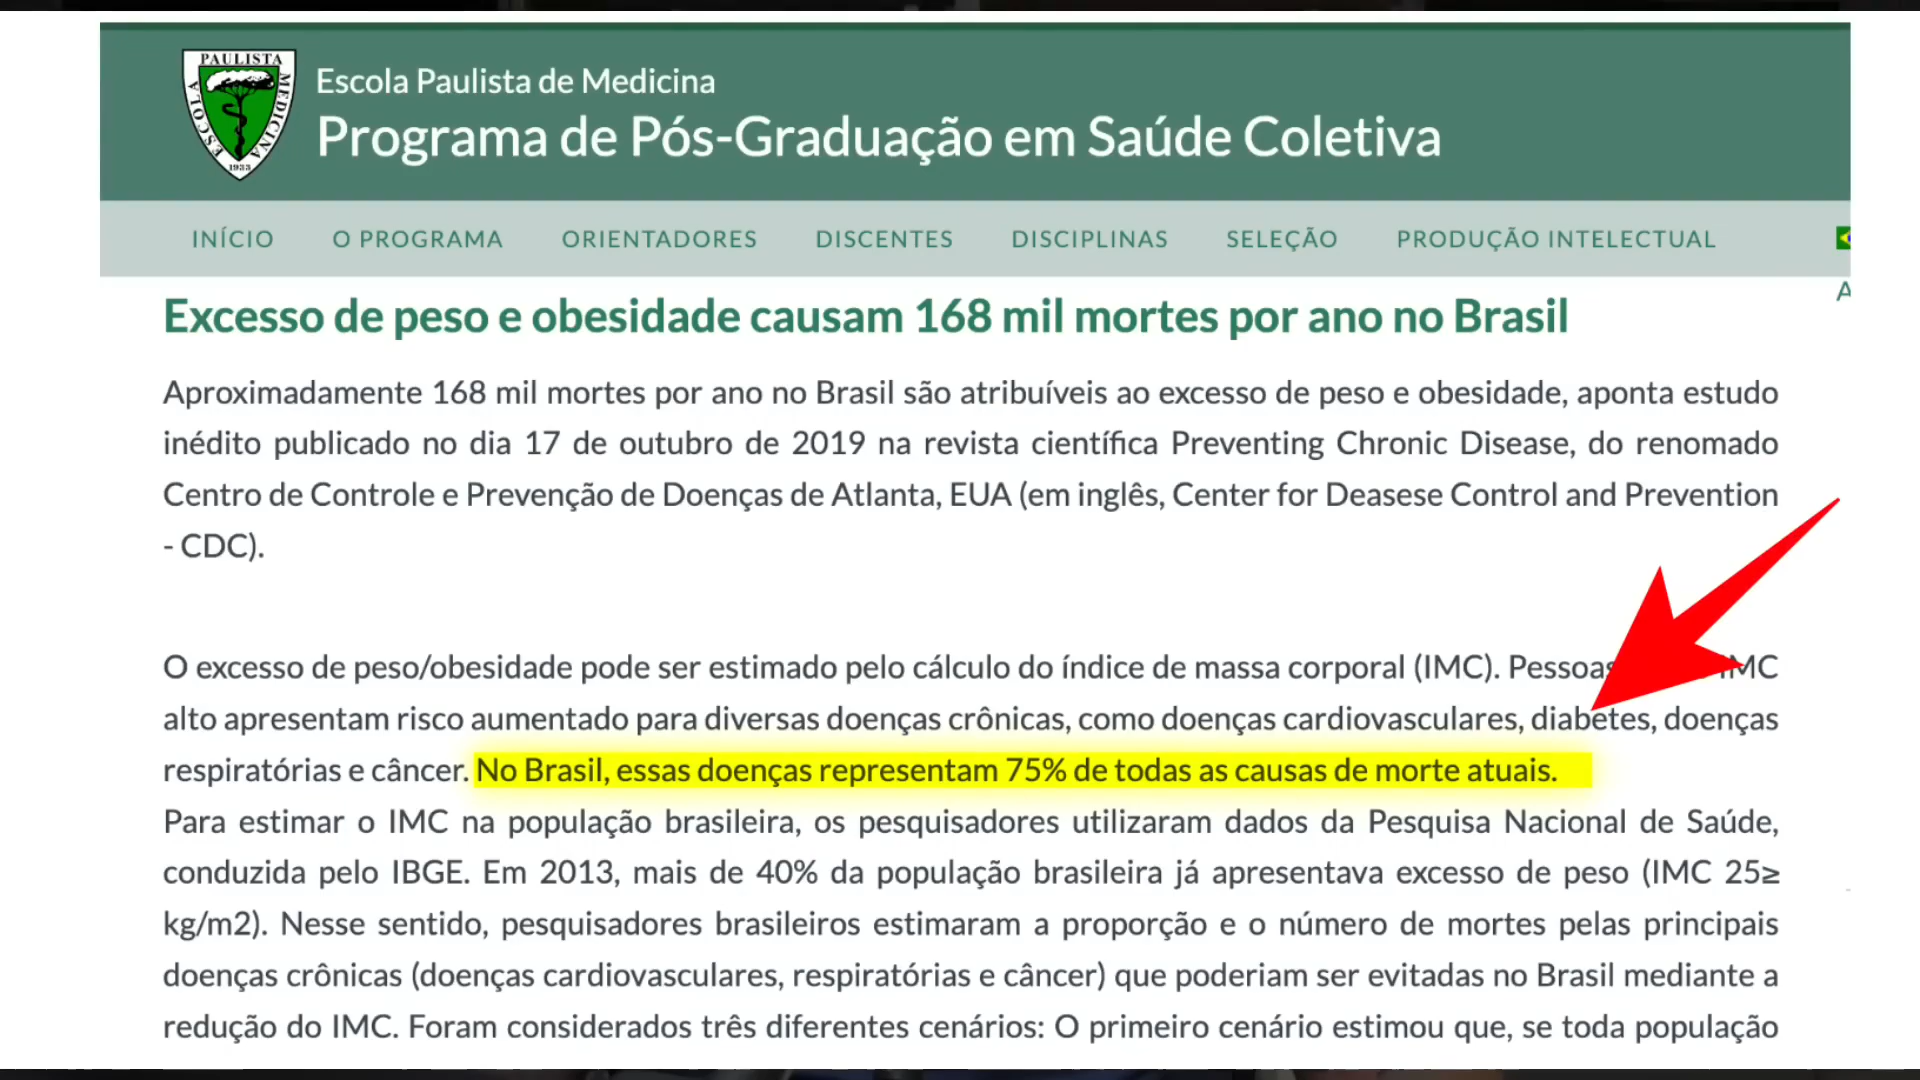 PAULISTA
ESCOLA
MEDICINA
1933
Escola Paulista de Medicina
Programa de Pós-Graduação em Saúde Coletiva
INÍCIO O PROGRAMA ORIENTADORES DISCENTES DISCIPLINAS SELEÇÃO PRODUÇÃO INTELECTUAL
A
Excesso de peso e obesidade causam 168 mil mortes por ano no Brasil
Aproximadamente 168 mil mortes por ano no Brasil são atribuíveis ao excesso de peso e obesidade, aponta estudo
inédito publicado no dia 17 de outubro de 2019 na revista científica Preventing Chronic Disease, do renomado
Centro de Controle e Prevenção de Doenças de Atlanta, EUA (em inglês, Center for Deasese Control and Prevention
- CDC).
O excesso de peso/obesidade pode ser estimado pelo cálculo do índice de massa corporal (IMC). Pessoas IMC
alto apresentam risco aumentado para diversas doenças crônicas, como doenças cardiovasculares, diabetes, doenças
respiratórias e câncer. No Brasil, essas doenças representam 75% de todas as causas de morte atuais.
Para estimar o IMC na população brasileira, os pesquisadores utilizaram dados da Pesquisa Nacional de Saúde,
conduzida pelo IBGE. Em 2013, mais de 40% da população brasileira já apresentava excesso de peso (IMC 25≥
kg/m2). Nesse sentido, pesquisadores brasileiros estimaram a proporção e o número de mortes pelas principais
doenças crônicas (doenças cardiovasculares, respiratórias e câncer) que poderiam ser evitadas no Brasil mediante a
redução do IMC. Foram considerados três diferentes cenários: O primeiro cenário estimou que, se toda população